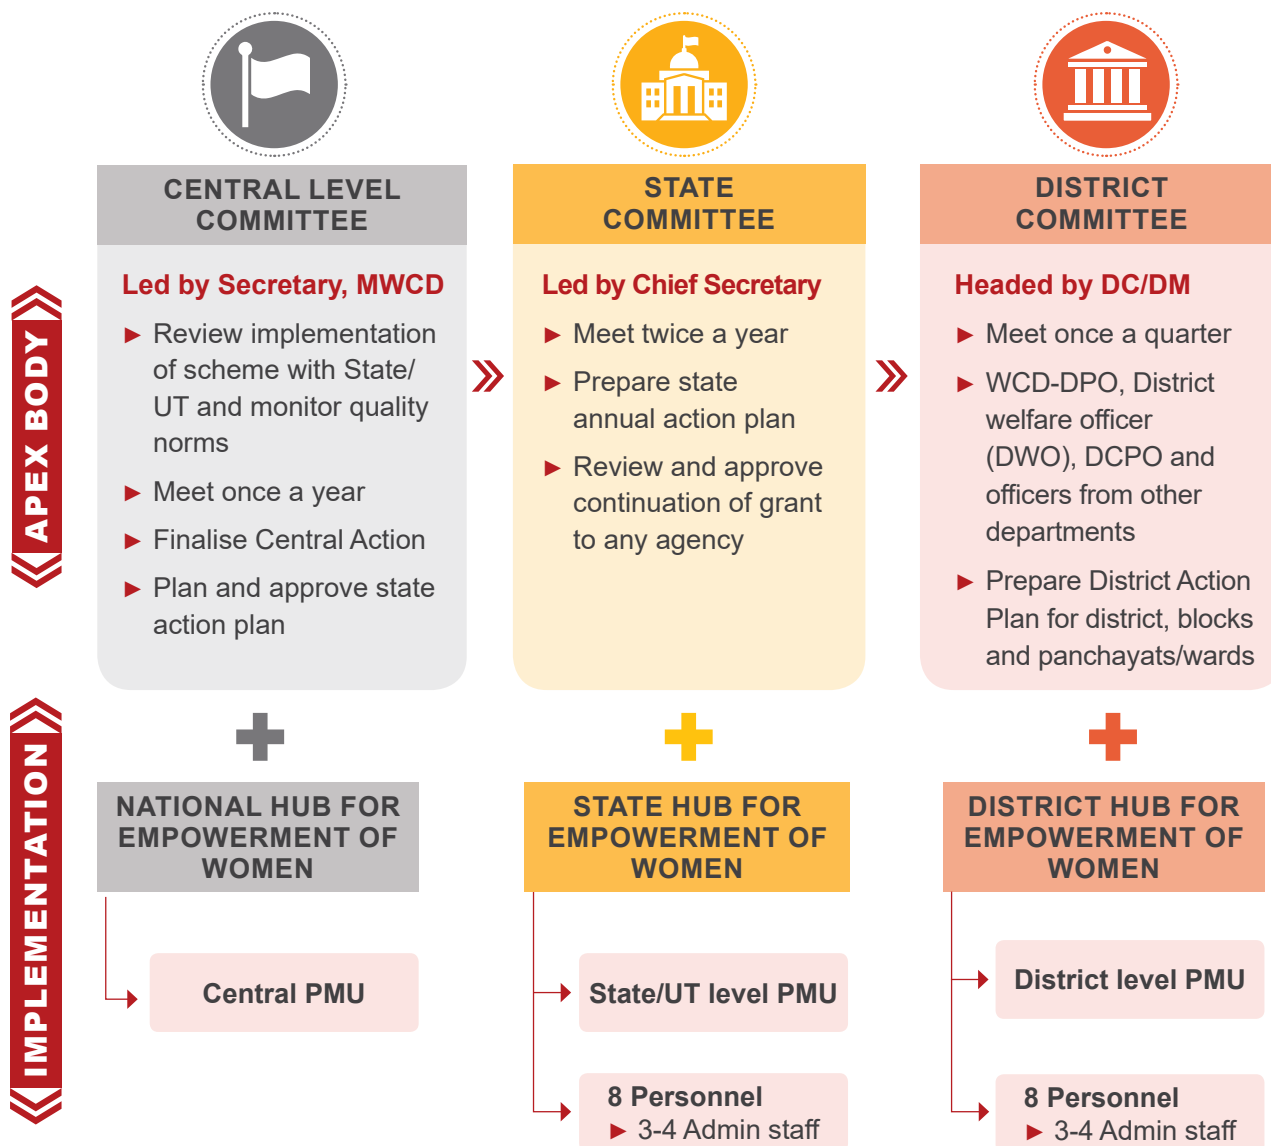 CENTRAL LEVEL
COMMITTEE
Led by Secretary, MWCD
► Review implementation
of scheme with State/
UT and monitor quality
norms
► Meet once a year
► Finalise Central Action
► Plan and approve state
action plan
STATE
COMMITTEE
Led by Chief Secretary
► Meet twice a year
► Prepare state
annual action plan
► Review and approve
continuation of grant
to any agency
DISTRICT
COMMITTEE
Headed by DC/DM
► Meet once a quarter
► WCD-DPO, District
welfare officer
(DWO), DCPO and
officers from other
departments
► Prepare District Action
Plan for district, blocks
and panchayats/wards
APEX BODY
IMPLEMENTATION
NATIONAL HUB FOR
EMPOWERMENT OF
WOMEN
Central PMU
STATE HUB FOR
EMPOWERMENT OF
WOMEN
State/UT level PMU
8 Personnel
► 3-4 Admin staff
DISTRICT HUB FOR
EMPOWERMENT OF
WOMEN
District level PMU
8 Personnel
► 3-4 Admin staff